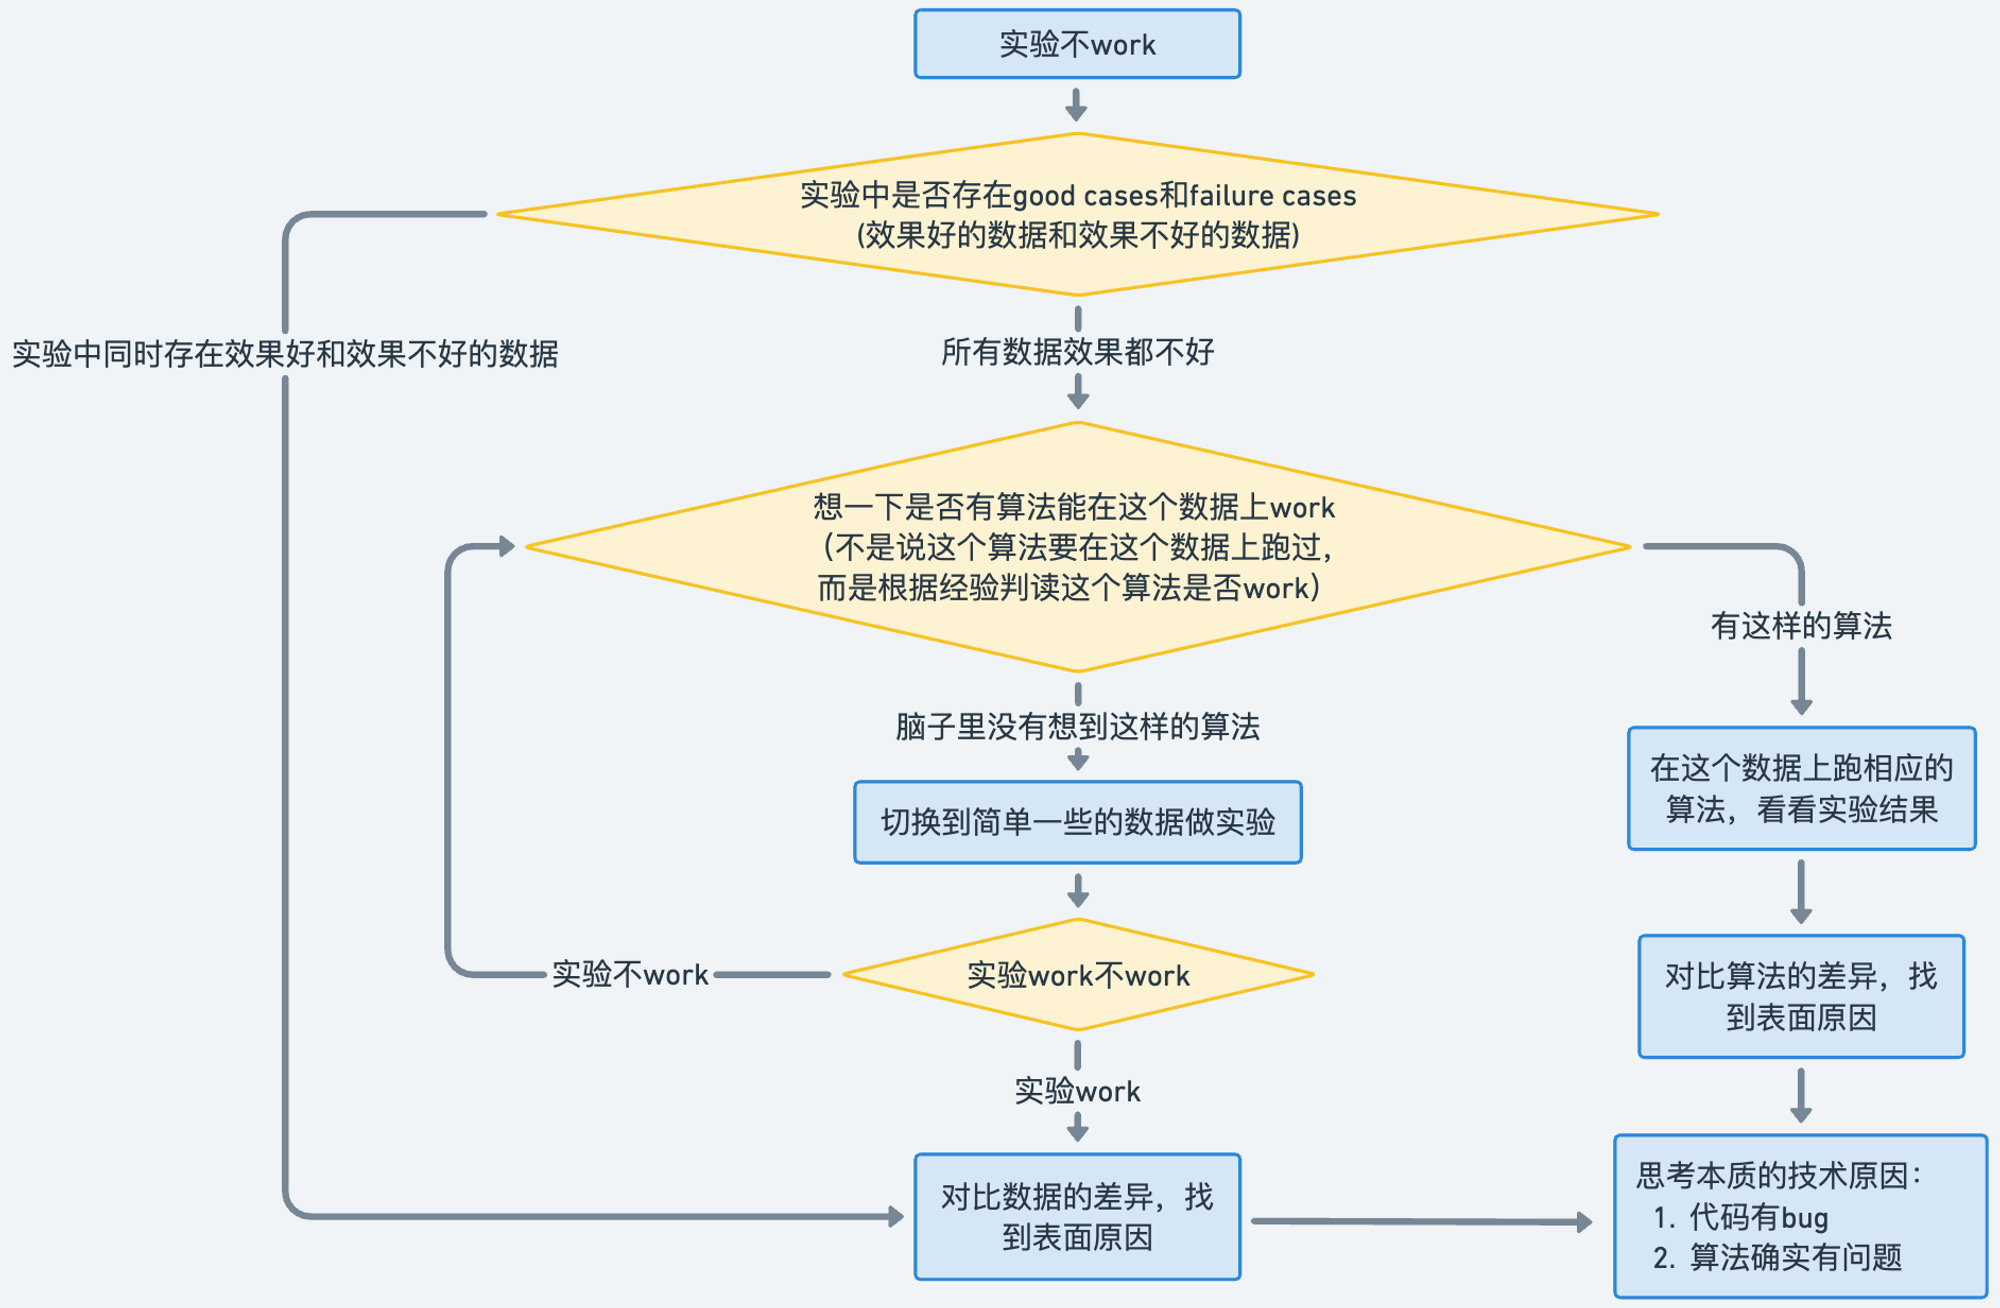 实验不work
实验中是否存在good cases和failure cases
(效果好的数据和效果不好的数据)
实验中同时存在效果好和效果不好的数据
所有数据效果都不好
想一下是否有算法能在这个数据上work
（不是说这个算法要在这个数据上跑过，
而是根据经验判读这个算法是否work）
有这样的算法
脑子里没有想到这样的算法
在这个数据上跑相应的
算法，看看实验结果
切换到简单一些的数据做实验
实验不work
实验work不work
对比算法的差异，找
到表面原因
实验work
对比数据的差异，找
到表面原因
思考本质的技术原因：
1. 代码有bug
2. 算法确实有问题